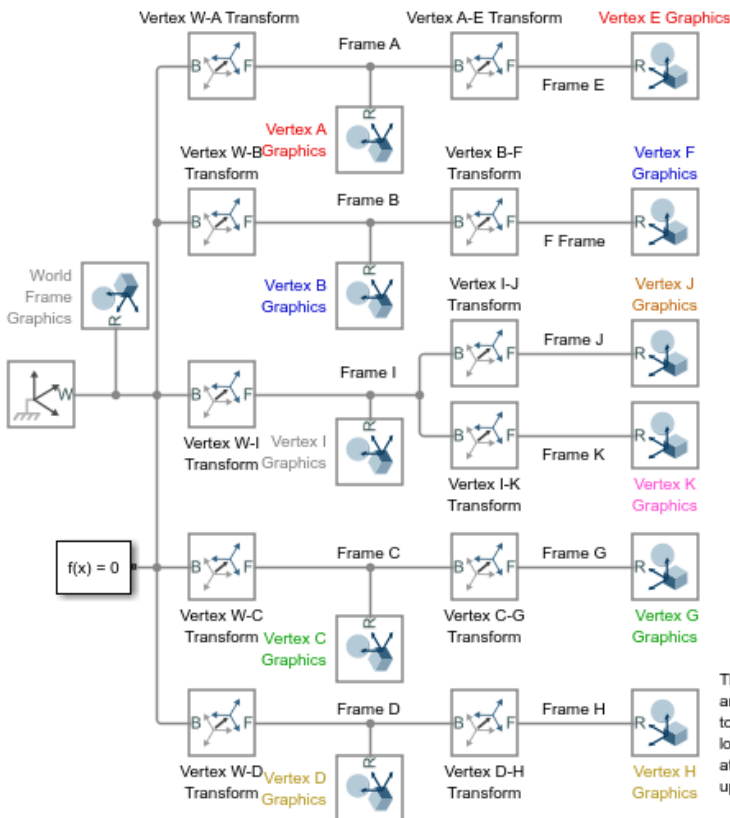 Vertex W-A Transform
Vertex A-E Transform
Vertex E Graphics
Frame A
B F
B F
R
Frame E
R
Vertex A
Graphics
Vertex W-B
Transform
Vertex B-F
Transform
Vertex F
Graphics
Frame B
B F
B F
R
F Frame
R
World
Frame
Graphics
R
Vertex B
Graphics
Vertex I-J
Transform
Vertex J
Graphics
Frame J
B F
R
Frame I
W
B F
R
Vertex W-I
Transform
Vertex I
Graphics
B F
R
Frame K
Vertex I-K
Transform
Vertex K
Graphics
f(x) = 0
Frame C
Frame G
B F
B F
R
R
Vertex W-C
Transform
Vertex C
Graphics
Vertex C-G
Transform
Vertex G
Graphics
Frame D
Frame H
B F
B F
R
R
Vertex W-D
Transform
Vertex D
Graphics
Vertex D-H
Transform
Vertex H
Graphics
to
at
up